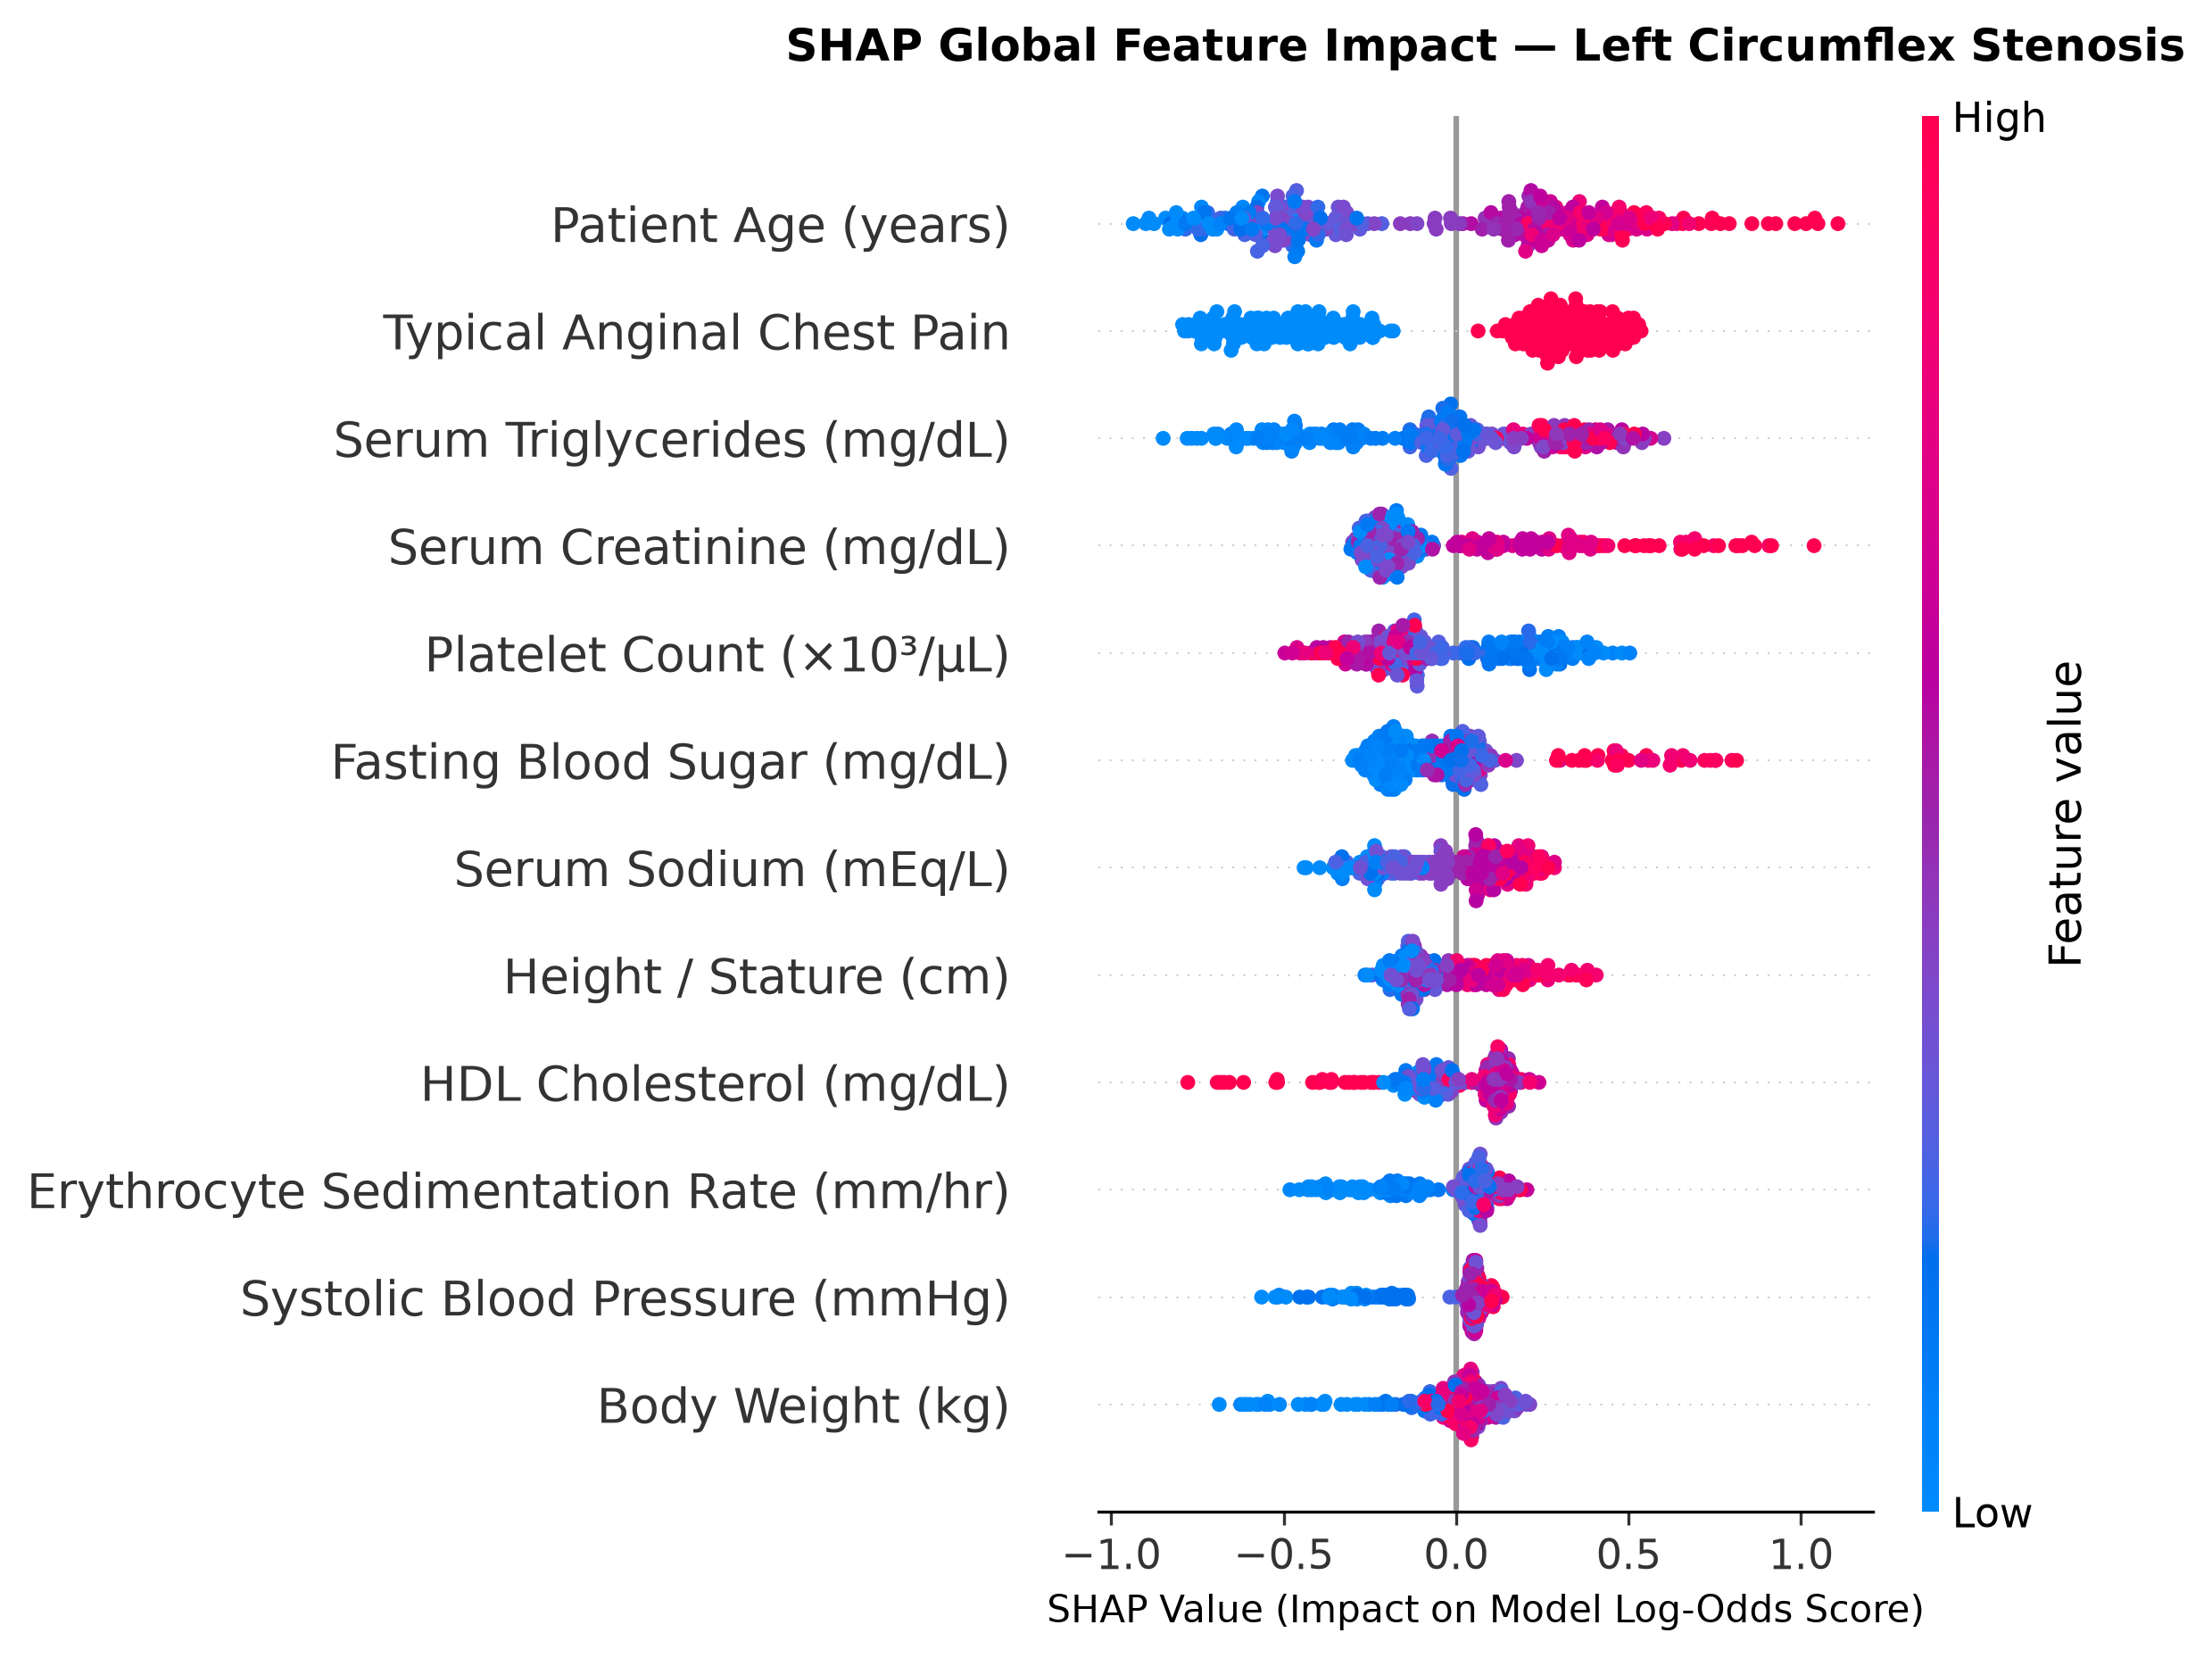 SHAP Global Feature Impact — Left Circumflex Stenosis
High
Patient Age (years)
Typical Anginal Chest Pain
Serum Triglycerides (mg/dL)
Serum Creatinine (mg/dL)
Platelet Count (×10³/µL)
Fasting Blood Sugar (mg/dL)
Serum Sodium (mEq/L)
Height / Stature (cm)
HDL Cholesterol (mg/dL)
Erythrocyte Sedimentation Rate (mm/hr)
Systolic Blood Pressure (mmHg)
Body Weight (kg)
Feature value
Low
−1.0 −0.5 0.0 0.5 1.0
SHAP Value (Impact on Model Log-Odds Score)